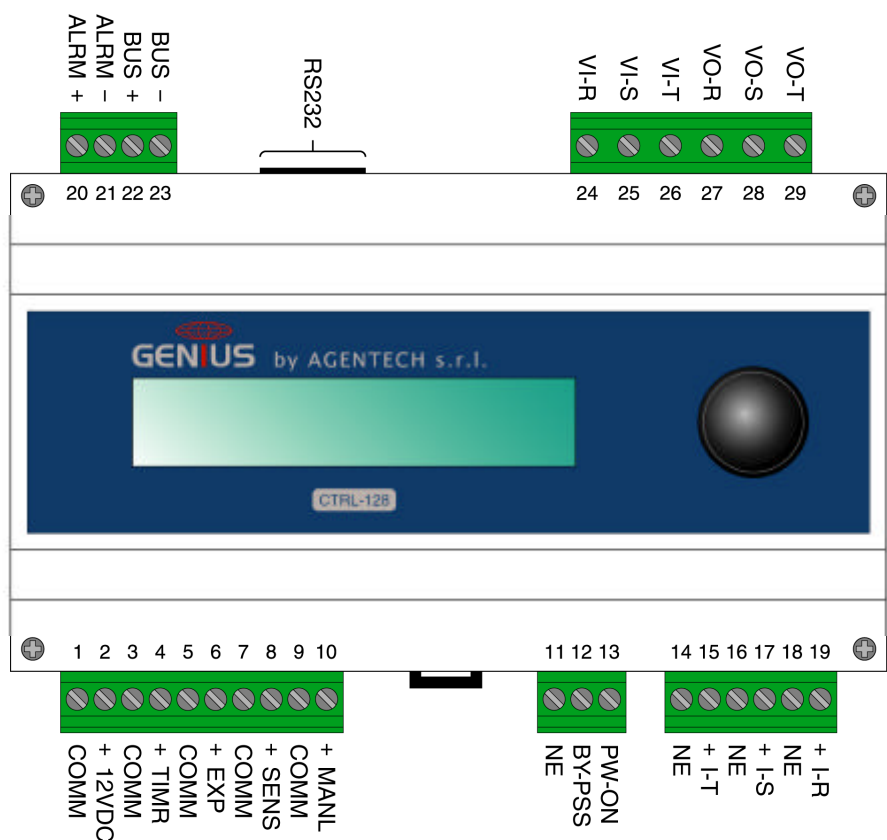 ALRM +
ALRM –
BUS +
BUS –
RS232
VI-R
VI-S
VI-T
VO-R
VO-S
VO-T
20 21 22 23
24 25 26 27 28 29
GENIUS by AGENTECH s.r.l.
CTRL-128
1 2 3 4 5 6 7 8 9 10
11 12 13
14 15 16 17 18 19
COMM
+ 12VDC
COMM
+ TIMR
COMM
+ EXP
COMM
+ SENS
COMM
+ MANL
NE
BY-PSS
PW-ON
NE
+ I-T
NE
+ I-S
NE
+ I-R